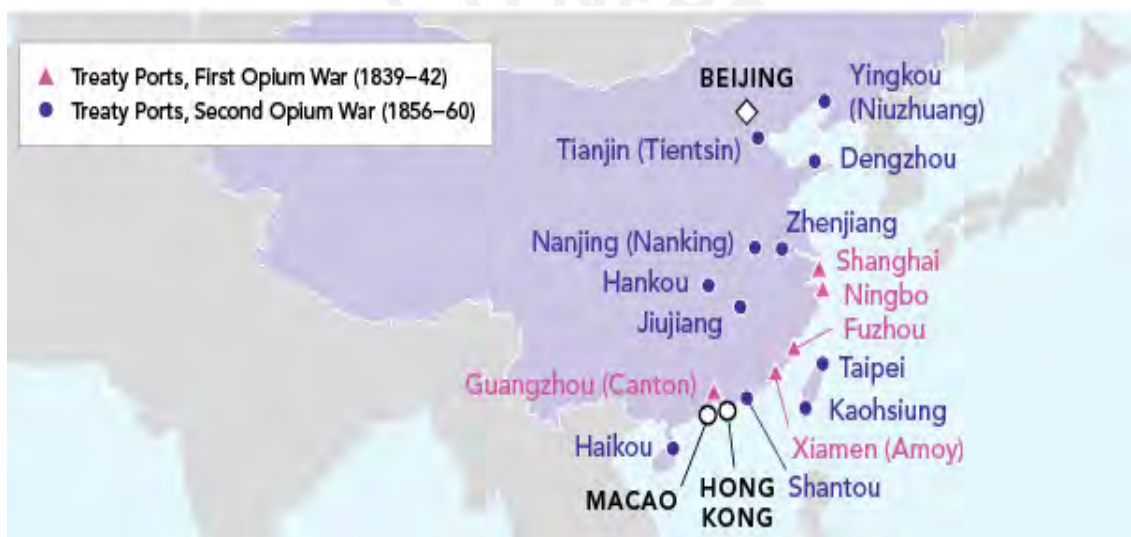 Treaty Ports, First Opium War (1839–42)
Treaty Ports, Second Opium War (1856–60)
BEIJING
Yingkou
(Niuzhuang)
Tianjin (Tientsin)
Dengzhou
Zhenjiang
Nanjing (Nanking)
Shanghai
Hankou
Ningbo
Jiujiang
Fuzhou
Taipei
Guangzhou (Canton)
Kaohsiung
Haikou
Xiamen (Amoy)
MACAO
HONG
KONG
Shantou